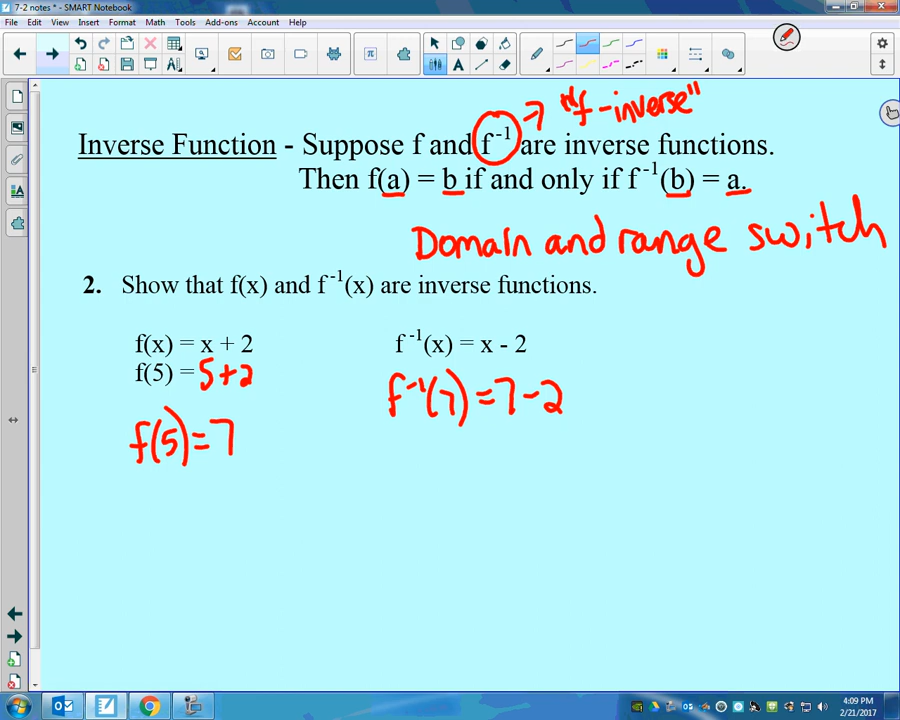 7-2 notes * - SMART Notebook
File Edit View Insert Format Math Tools Add-ons Account Help
→ "f-inverse"
Inverse Function - Suppose f and f⁻¹ are inverse functions.
Then f(a) = b if and only if f⁻¹(b) = a.
Domain and range switch
2. Show that f(x) and f⁻¹(x) are inverse functions.
f(x) = x + 2 f⁻¹(x) = x - 2
f(5) = 5+2 f⁻¹(7) = 7-2
f(5) = 7
4:09 PM
2/21/2017